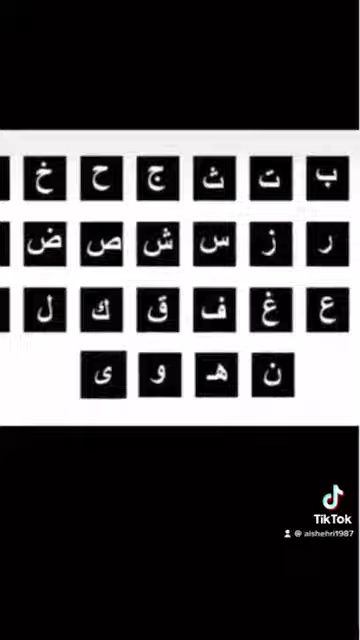 ب ت ث ج ح خ
ر ز س ش ص ض
ع غ ف ق ك ل
ن هـ و ى
TikTok
@ alshehri1987